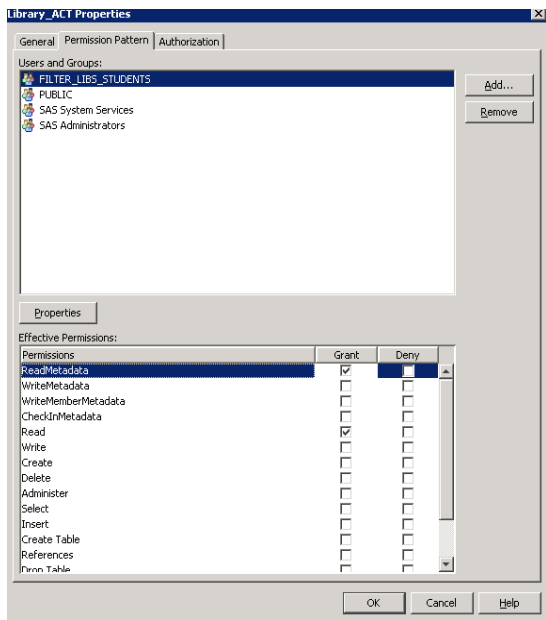 Library_ACT Properties
General Permission Pattern Authorization
Users and Groups:
FILTER_LIBS_STUDENTS
PUBLIC
SAS System Services
SAS Administrators
Add...
Remove
Properties
Effective Permissions:
Permissions Grant Deny
ReadMetadata
WriteMetadata
WriteMemberMetadata
CheckInMetadata
Read
Write
Create
Delete
Administer
Select
Insert
Create Table
References
Drop Table
OK Cancel Help